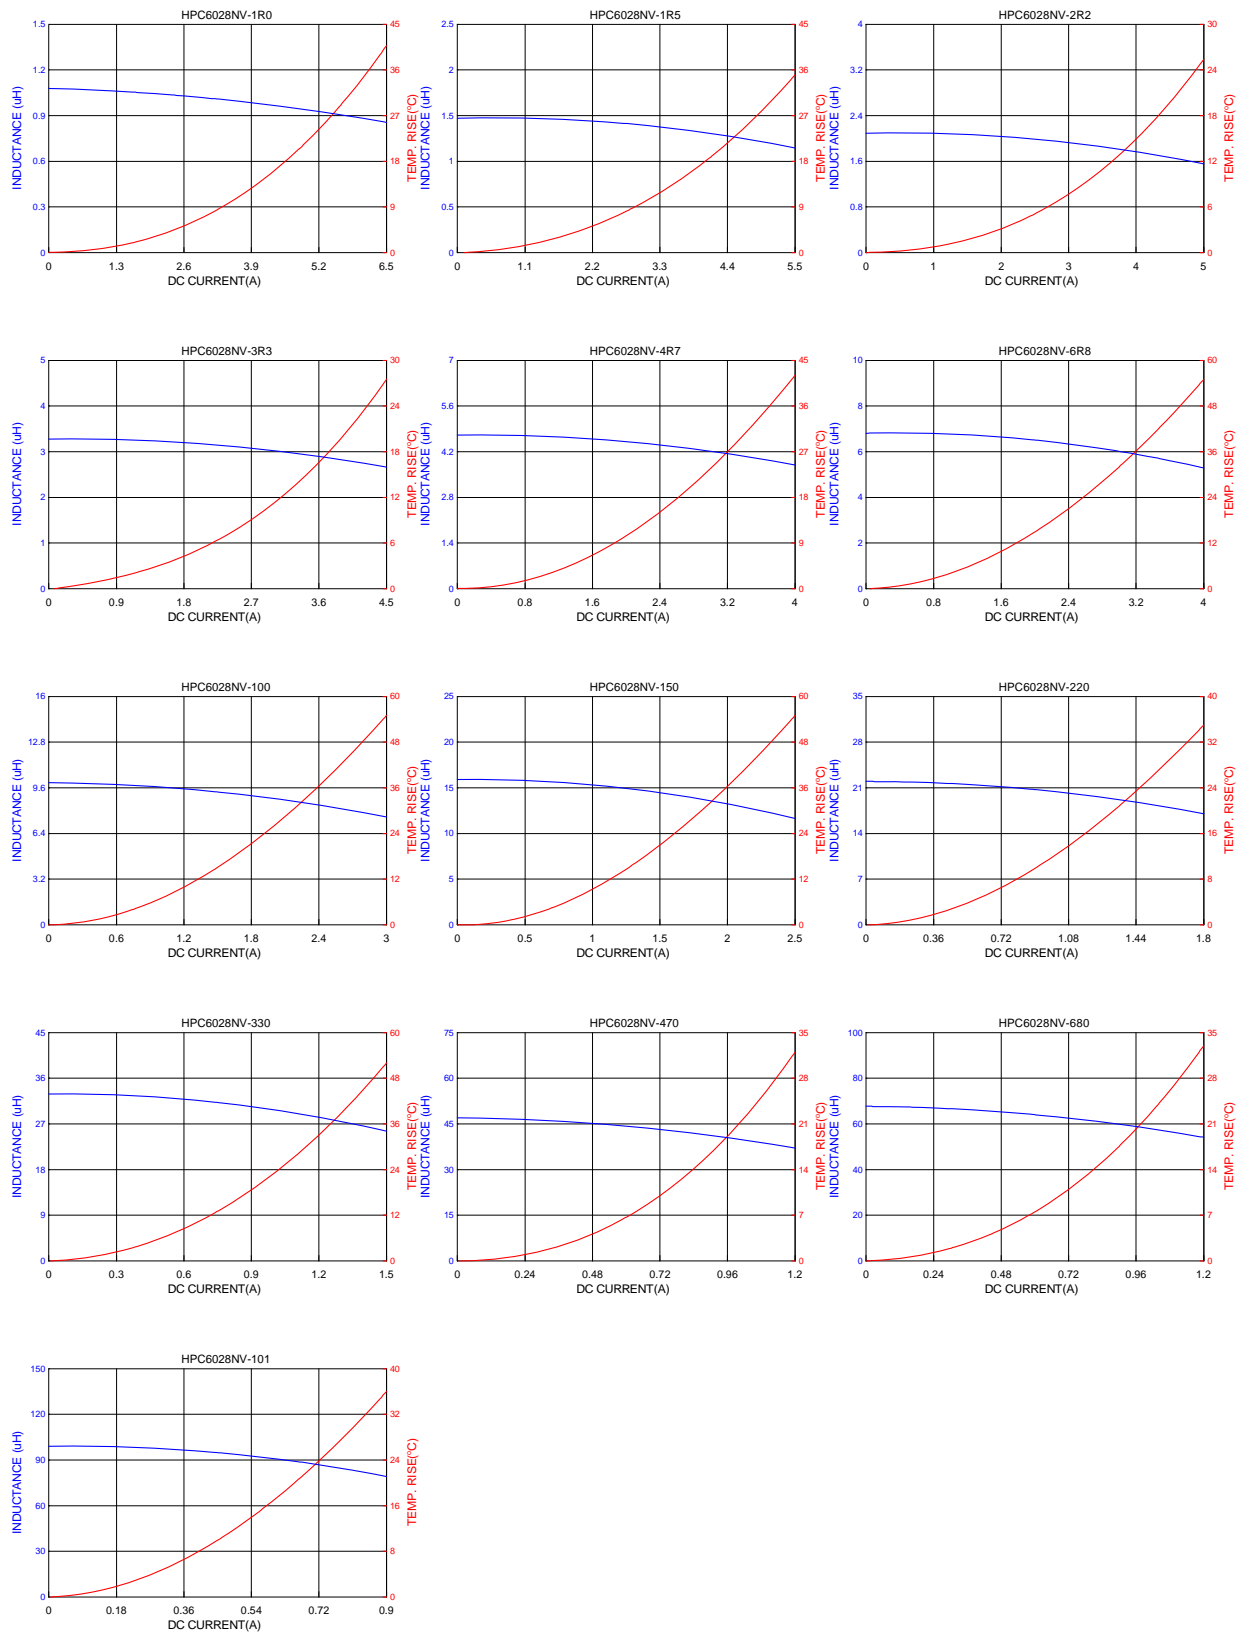 HPC6028NV-1R0
1.5
1.2
0.9
0.6
0.3
0
45
36
27
18
9
0
0 1.3 2.6 3.9 5.2 6.5
DC CURRENT(A)
INDUCTANCE (uH)
TEMP. RISE(°C)
HPC6028NV-1R5
2.5
2
1.5
1
0.5
0
45
36
27
18
9
0
0 1.1 2.2 3.3 4.4 5.5
DC CURRENT(A)
INDUCTANCE (uH)
TEMP. RISE(°C)
HPC6028NV-2R2
4
3.2
2.4
1.6
0.8
0
30
24
18
12
6
0
0 1 2 3 4 5
DC CURRENT(A)
INDUCTANCE (uH)
TEMP. RISE(°C)
HPC6028NV-3R3
5
4
3
2
1
0
30
24
18
12
6
0
0 0.9 1.8 2.7 3.6 4.5
DC CURRENT(A)
INDUCTANCE (uH)
TEMP. RISE(°C)
HPC6028NV-4R7
7
5.6
4.2
2.8
1.4
0
45
36
27
18
9
0
0 0.8 1.6 2.4 3.2 4
DC CURRENT(A)
INDUCTANCE (uH)
TEMP. RISE(°C)
HPC6028NV-6R8
10
8
6
4
2
0
60
48
36
24
12
0
0 0.8 1.6 2.4 3.2 4
DC CURRENT(A)
INDUCTANCE (uH)
TEMP. RISE(°C)
HPC6028NV-100
16
12.8
9.6
6.4
3.2
0
60
48
36
24
12
0
0 0.6 1.2 1.8 2.4 3
DC CURRENT(A)
INDUCTANCE (uH)
TEMP. RISE(°C)
HPC6028NV-150
25
20
15
10
5
0
60
48
36
24
12
0
0 0.5 1 1.5 2 2.5
DC CURRENT(A)
INDUCTANCE (uH)
TEMP. RISE(°C)
HPC6028NV-220
35
28
21
14
7
0
40
32
24
16
8
0
0 0.36 0.72 1.08 1.44 1.8
DC CURRENT(A)
INDUCTANCE (uH)
TEMP. RISE(°C)
HPC6028NV-330
45
36
27
18
9
0
60
48
36
24
12
0
0 0.3 0.6 0.9 1.2 1.5
DC CURRENT(A)
INDUCTANCE (uH)
TEMP. RISE(°C)
HPC6028NV-470
75
60
45
30
15
0
35
28
21
14
7
0
0 0.24 0.48 0.72 0.96 1.2
DC CURRENT(A)
INDUCTANCE (uH)
TEMP. RISE(°C)
HPC6028NV-680
100
80
60
40
20
0
35
28
21
14
7
0
0 0.24 0.48 0.72 0.96 1.2
DC CURRENT(A)
INDUCTANCE (uH)
TEMP. RISE(°C)
HPC6028NV-101
150
120
90
60
30
0
40
32
24
16
8
0
0 0.18 0.36 0.54 0.72 0.9
DC CURRENT(A)
INDUCTANCE (uH)
TEMP. RISE(°C)